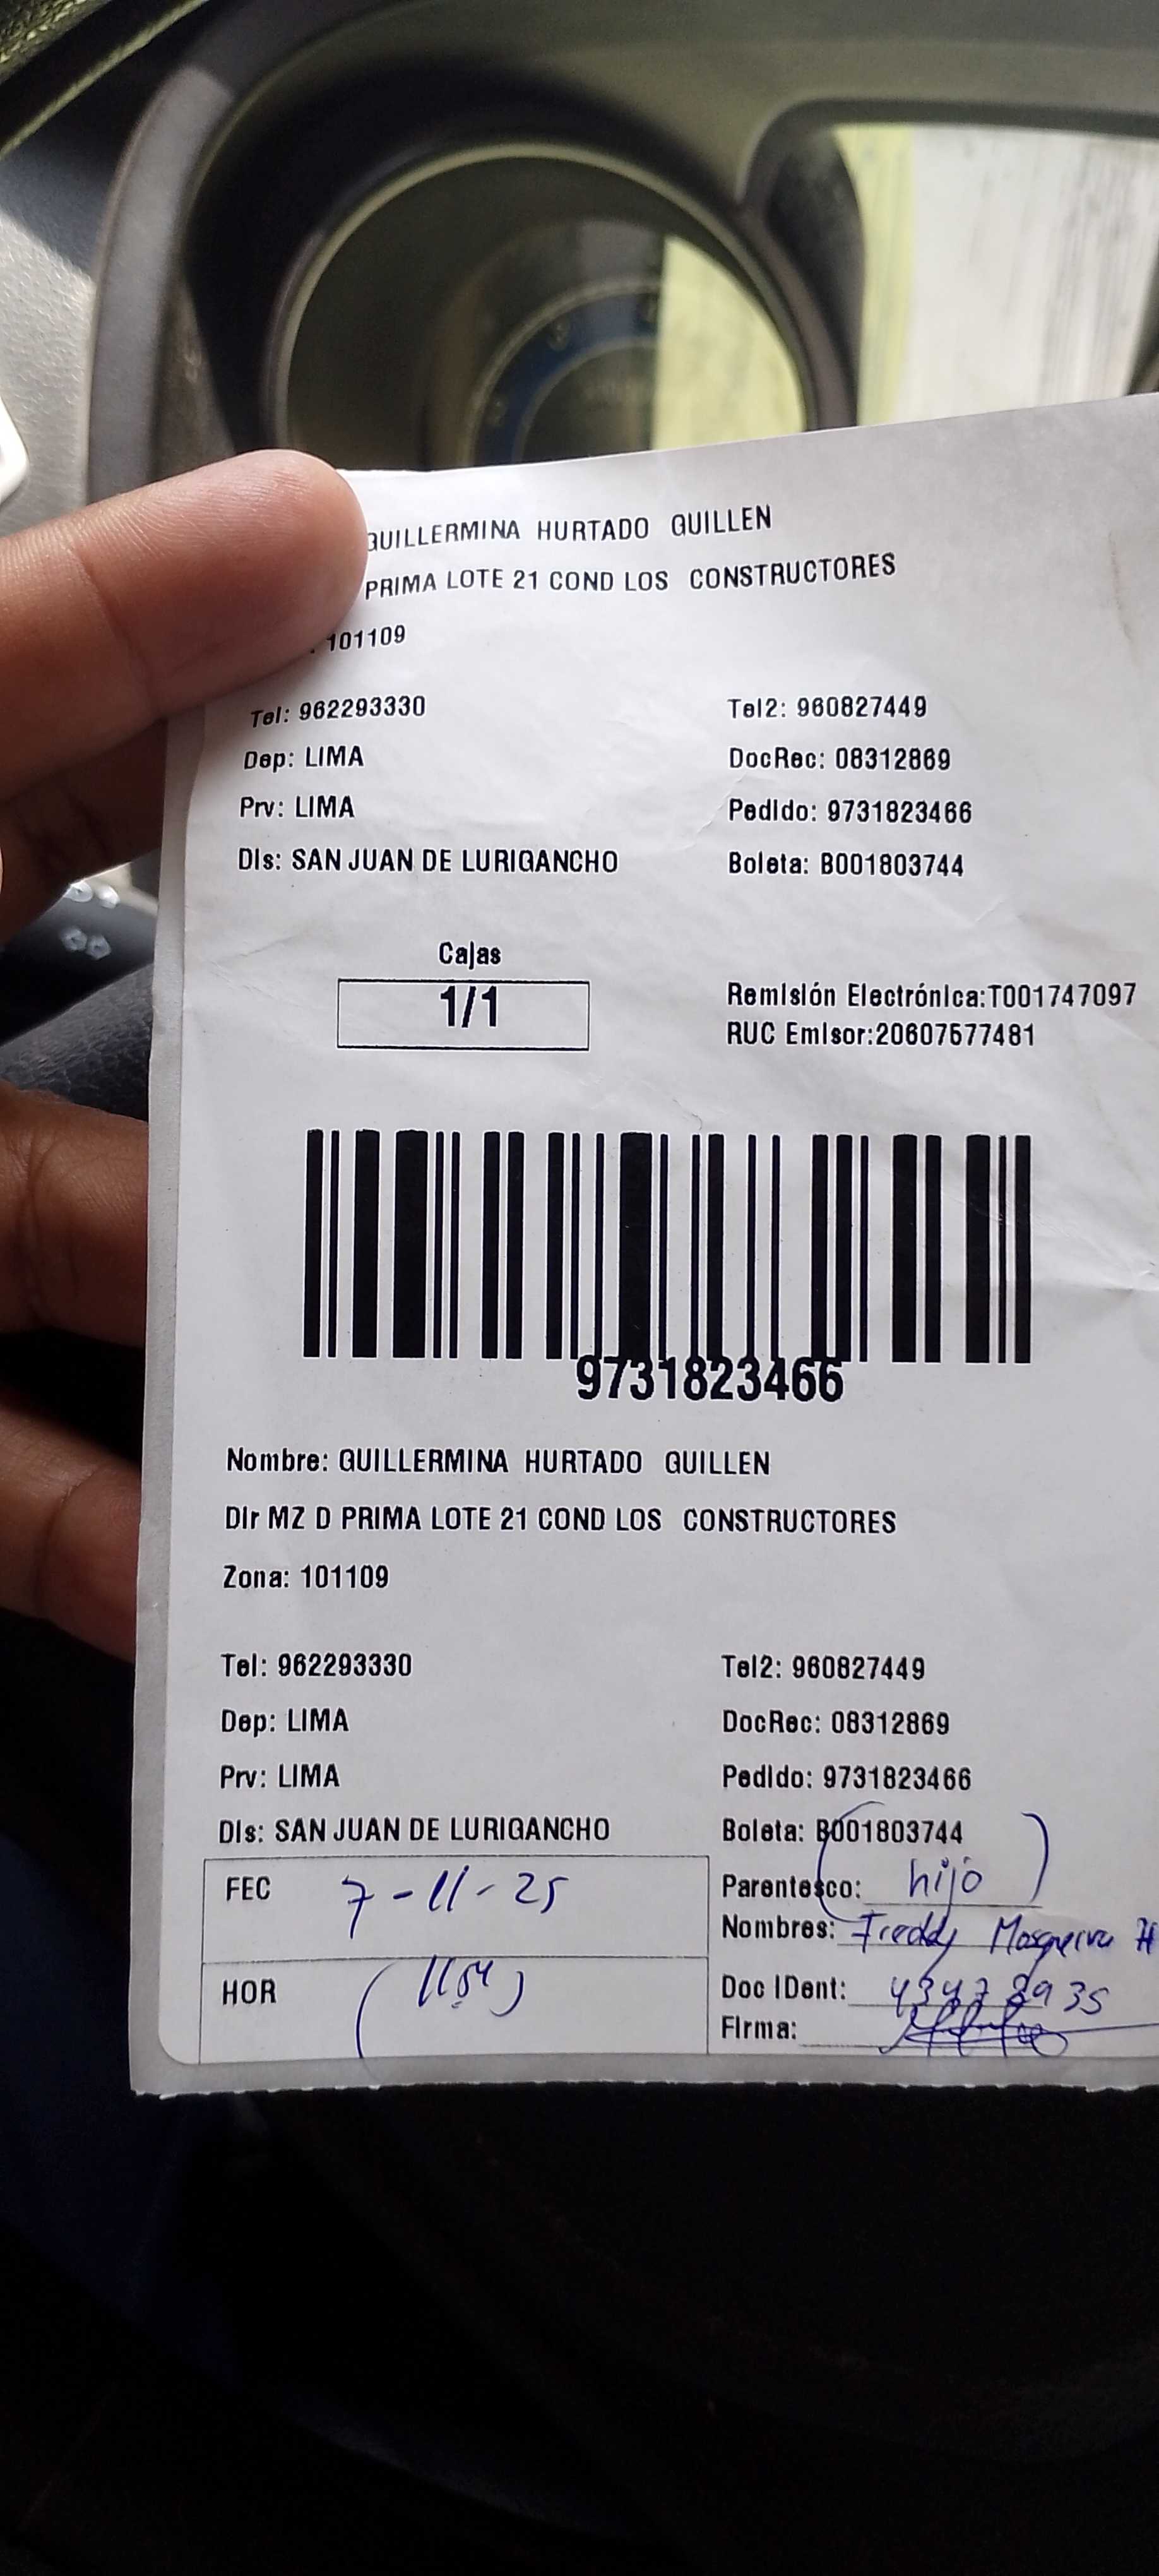 GUILLERMINA HURTADO GUILLEN
PRIMA LOTE 21 COND LOS CONSTRUCTORES
101109
Tel: 962293330 Tel2: 960827449
Dep: LIMA DocRec: 08312869
Prv: LIMA Pedido: 9731823466
Dis: SAN JUAN DE LURIGANCHO Boleta: B001803744
Cajas
1/1
Remisión Electrónica:T001747097
RUC Emisor:20607577481
9731823466
Nombre: GUILLERMINA HURTADO GUILLEN
Dir MZ D PRIMA LOTE 21 COND LOS CONSTRUCTORES
Zona: 101109
Tel: 962293330 Tel2: 960827449
Dep: LIMA DocRec: 08312869
Prv: LIMA Pedido: 9731823466
Dis: SAN JUAN DE LURIGANCHO Boleta: B001803744
FEC 7-11-25 Parentesco: hijo
Nombres: Freddy Mosqueira H
HOR (1154) Doc IDent:
Firma: